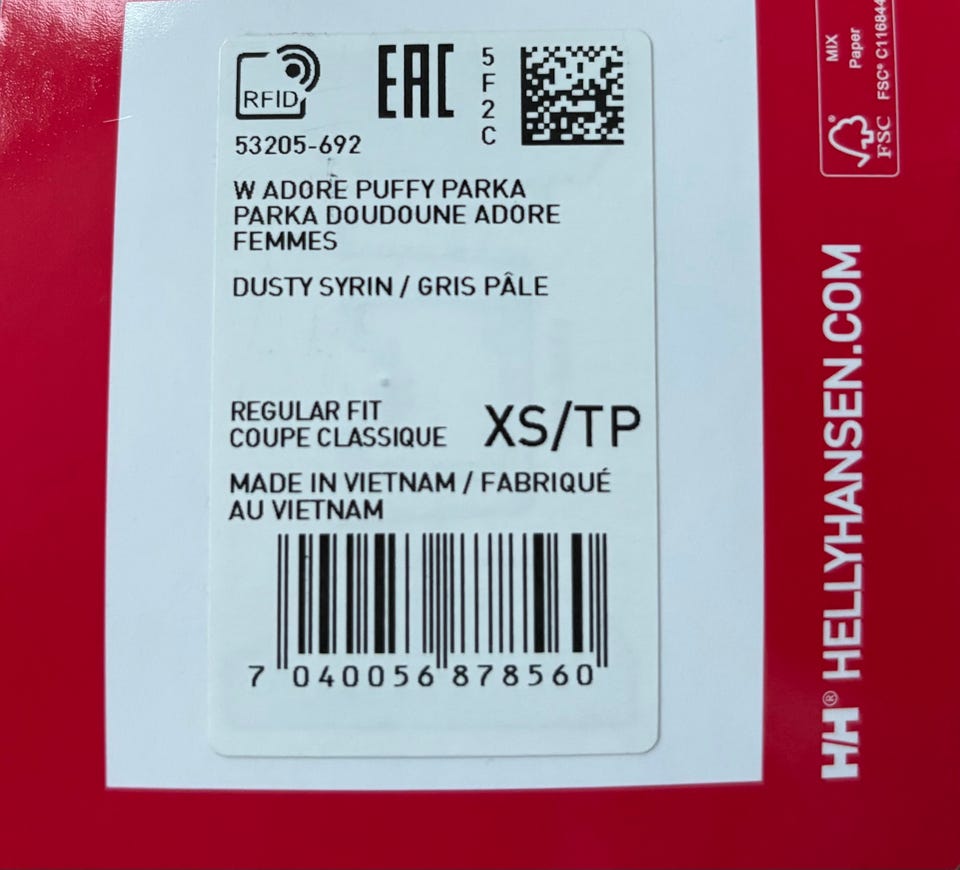 RFID
EAC
5F2C
53205-692
W ADORE PUFFY PARKA
PARKA DOUDOUNE ADORE
FEMMES
DUSTY SYRIN / GRIS PÂLE
REGULAR FIT
COUPE CLASSIQUE
XS/TP
MADE IN VIETNAM / FABRIQUÉ
AU VIETNAM
7 040056 878560
MIX
Paper
FSC® C116844
FSC
HH® HELLYHANSEN.COM